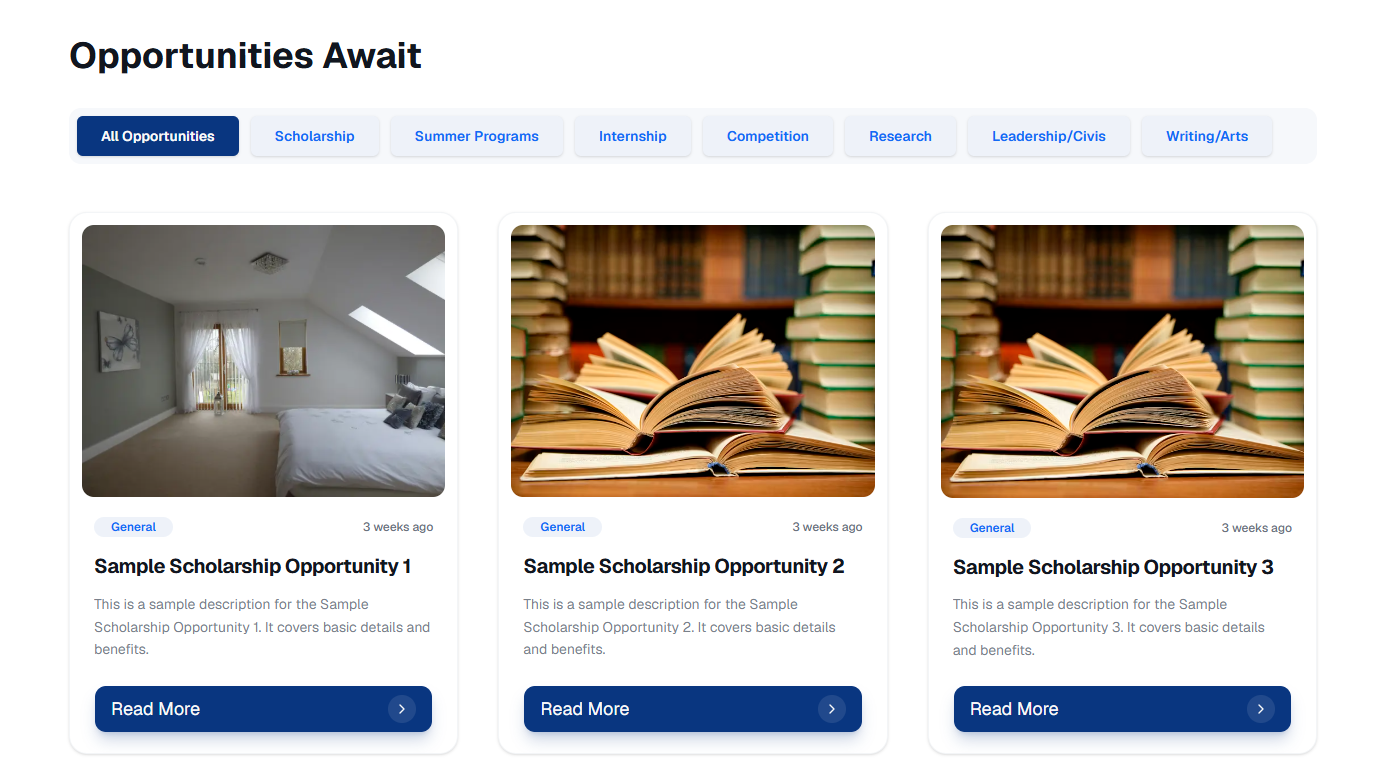 Opportunities Await
All Opportunities Scholarship Summer Programs Internship Competition Research Leadership/Civis Writing/Arts
General 3 weeks ago
Sample Scholarship Opportunity 1
This is a sample description for the Sample
Scholarship Opportunity 1. It covers basic details and
benefits.
Read More
General 3 weeks ago
Sample Scholarship Opportunity 2
This is a sample description for the Sample
Scholarship Opportunity 2. It covers basic details
and benefits.
Read More
General 3 weeks ago
Sample Scholarship Opportunity 3
This is a sample description for the Sample
Scholarship Opportunity 3. It covers basic details
and benefits.
Read More